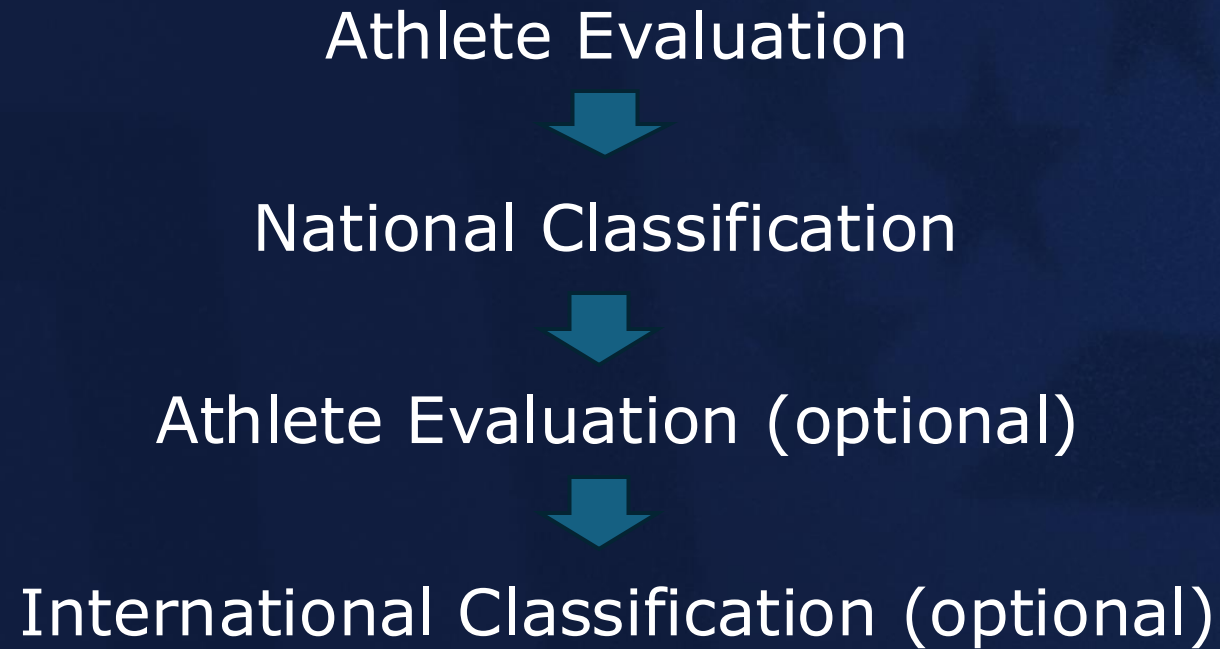 Athlete Evaluation
National Classification
Athlete Evaluation (optional)
International Classification (optional)